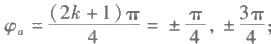 φₐ = (2k + 1)π / 4 = ± π/4, ± 3π/4;